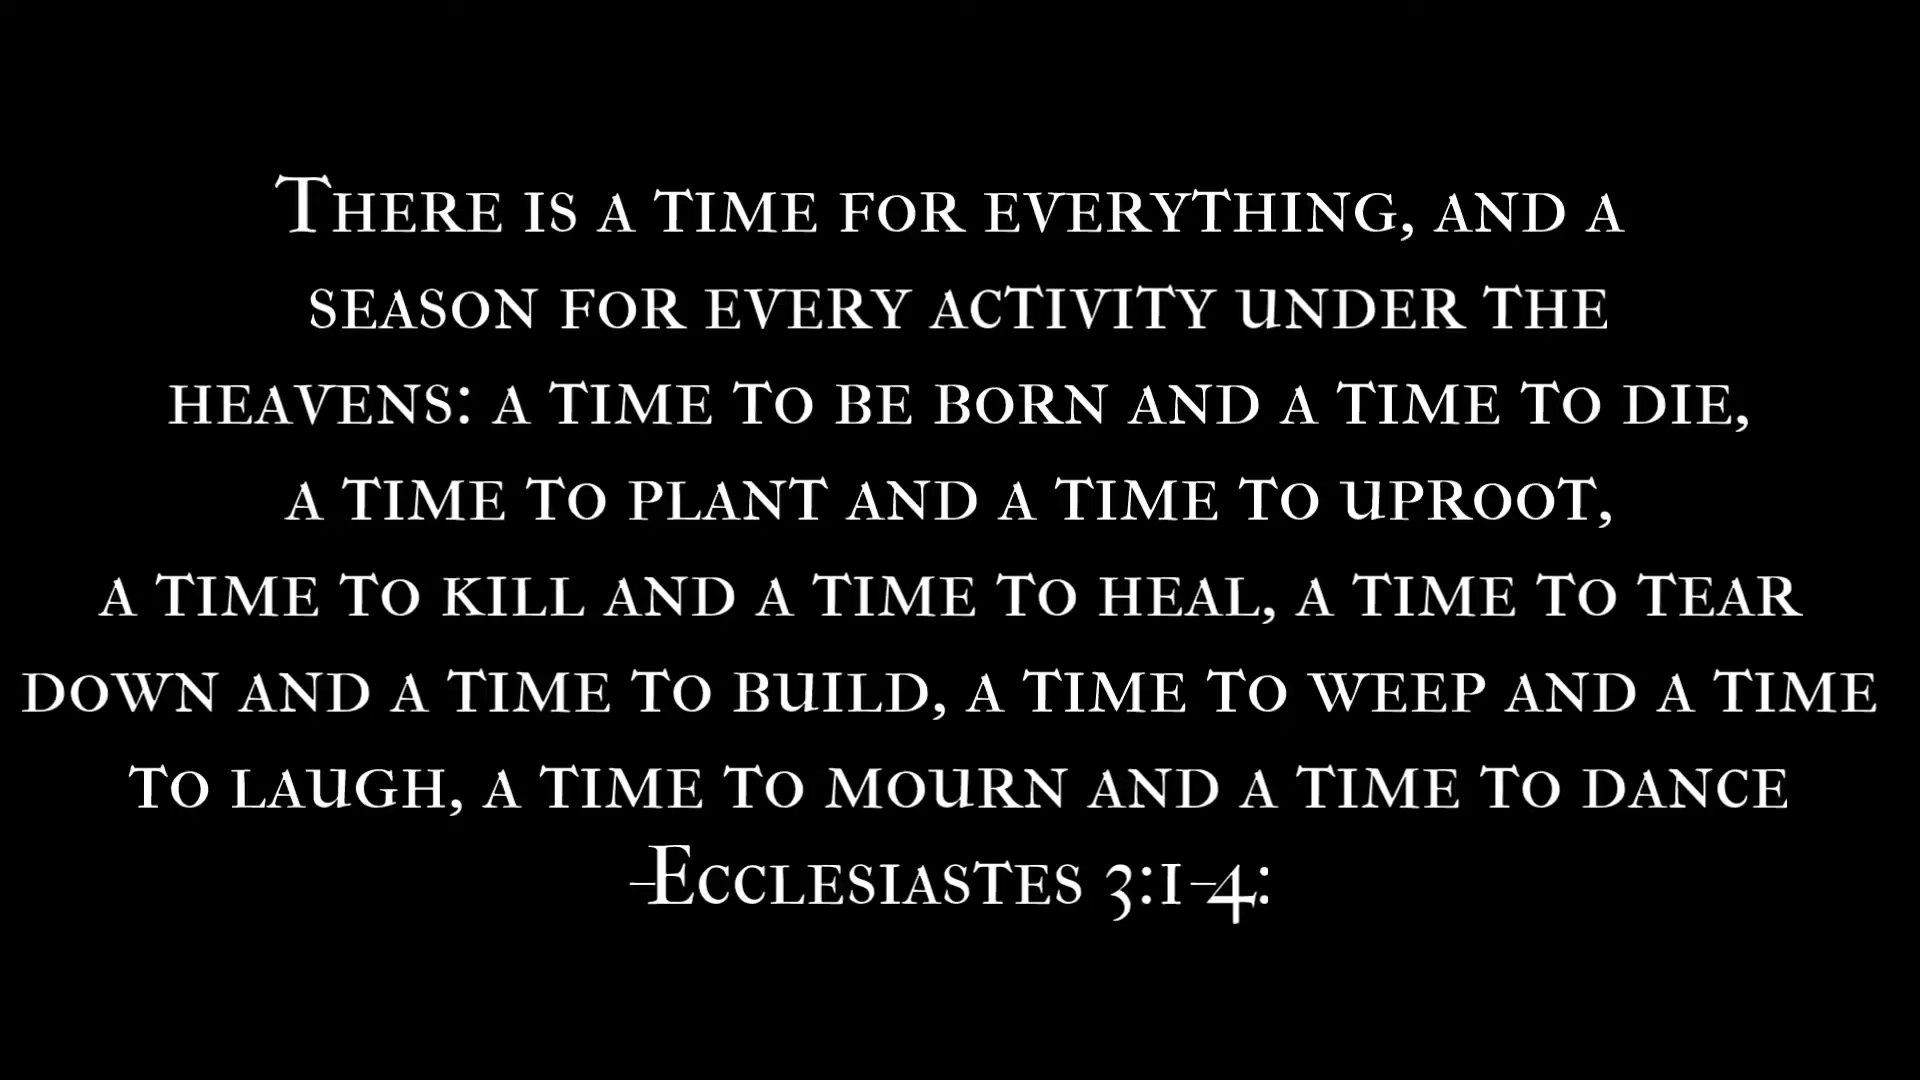 There is a time for everything, and a
season for every activity under the
heavens: a time to be born and a time to die,
a time to plant and a time to uproot,
a time to kill and a time to heal, a time to tear
down and a time to build, a time to weep and a time
to laugh, a time to mourn and a time to dance
-Ecclesiastes 3:1-4: